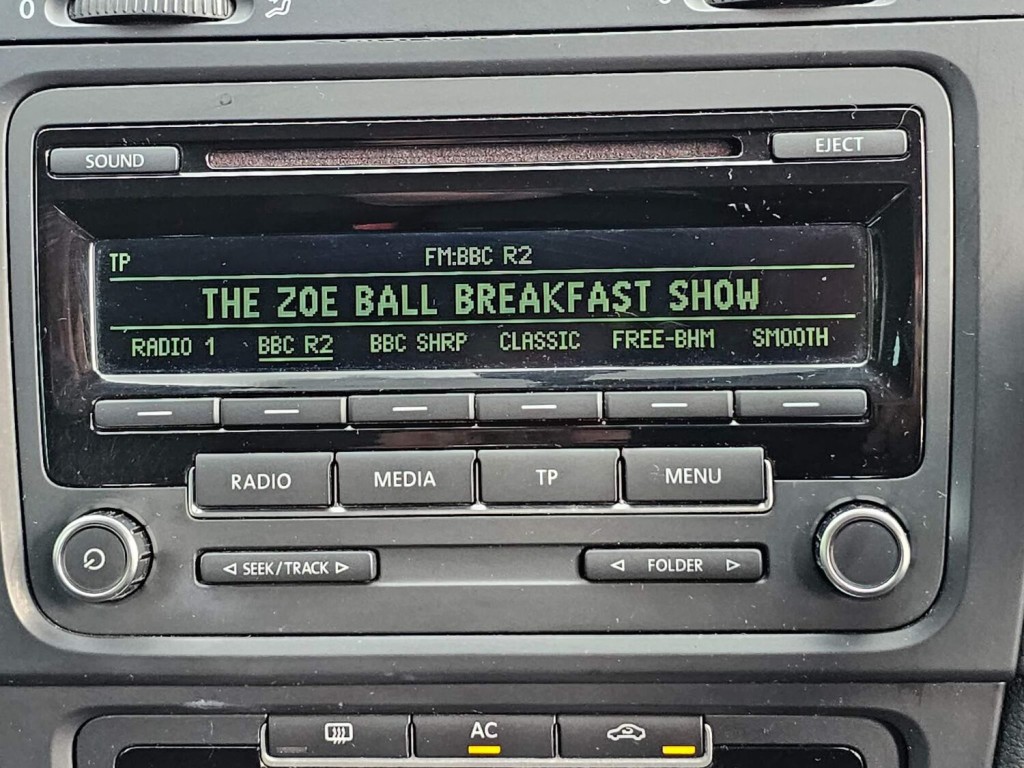 0
SOUND
EJECT
TP FM:BBC R2
THE ZOE BALL BREAKFAST SHOW
RADIO 1 BBC R2 BBC SHRP CLASSIC FREE-BHM SMOOTH
RADIO MEDIA TP MENU
SEEK/TRACK FOLDER
AC